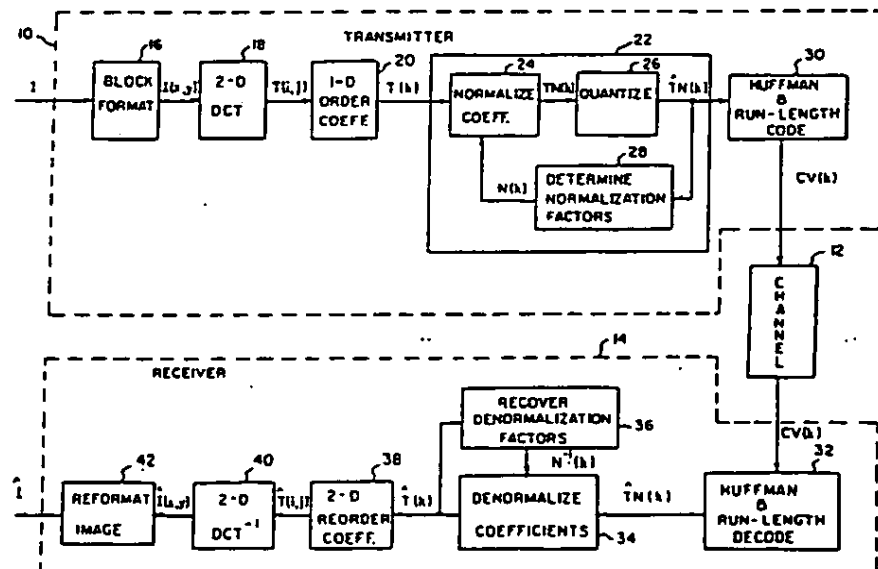 10
TRANSMITTER
I
16
BLOCK
FORMAT
I(x,y)
18
2-D
DCT
T(i,j)
20
1-D
ORDER
COEFF
T(k)
22
24
NORMALIZE
COEFF.
TN(k)
26
QUANTIZE
T̂N(k)
28
DETERMINE
NORMALIZATION
FACTORS
N(k)
30
HUFFMAN
&
RUN-LENGTH
CODE
CV(k)
12
CHANNEL
14
RECEIVER
RECOVER
DENORMALIZATION
FACTORS
36
N⁻¹(k)
CV(k)
32
HUFFMAN
&
RUN-LENGTH
DECODE
T̂N(k)
DENORMALIZE
COEFFICIENTS
34
T̂(k)
38
2-D
REORDER
COEFF.
T̂(i,j)
40
2-D
DCT⁻¹
Î(x,y)
42
REFORMAT
IMAGE
Î